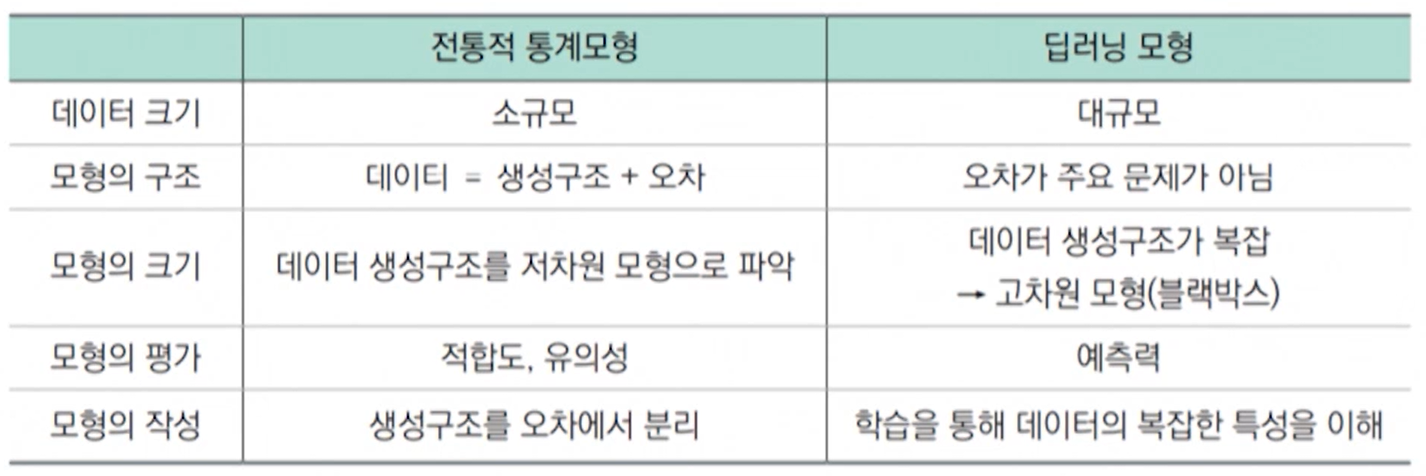 전통적 통계모형 딥러닝 모형
데이터 크기 소규모 대규모
모형의 구조 데이티 = 생성구조 + 오차 오차가 주요 문제가 아님
모형의 크기 데이터 생성구조를 저차원 모형으로 파악 데이터 생성구조가 복잡
→ 고차원 모형(블랙박스)
모형의 평가 적합도, 유의성 예측력
모형의 작성 생성구조를 오차에서 분리 학습을 통해 데이터의 복잡한 특성을 이해